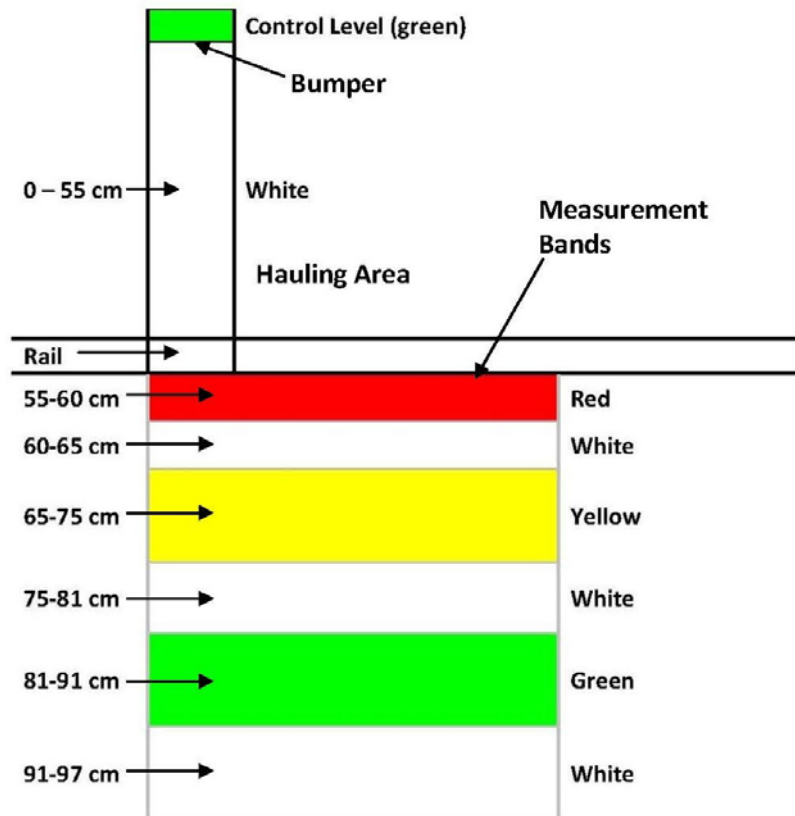 Control Level (green)
Bumper
0 – 55 cm
White
Measurement
Bands
Hauling Area
Rail
55-60 cm
Red
60-65 cm
White
65-75 cm
Yellow
75-81 cm
White
81-91 cm
Green
91-97 cm
White